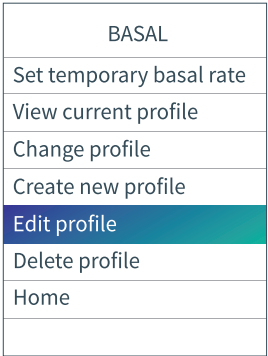 BASAL
Set temporary basal rate
View current profile
Change profile
Create new profile
Edit profile
Delete profile
Home